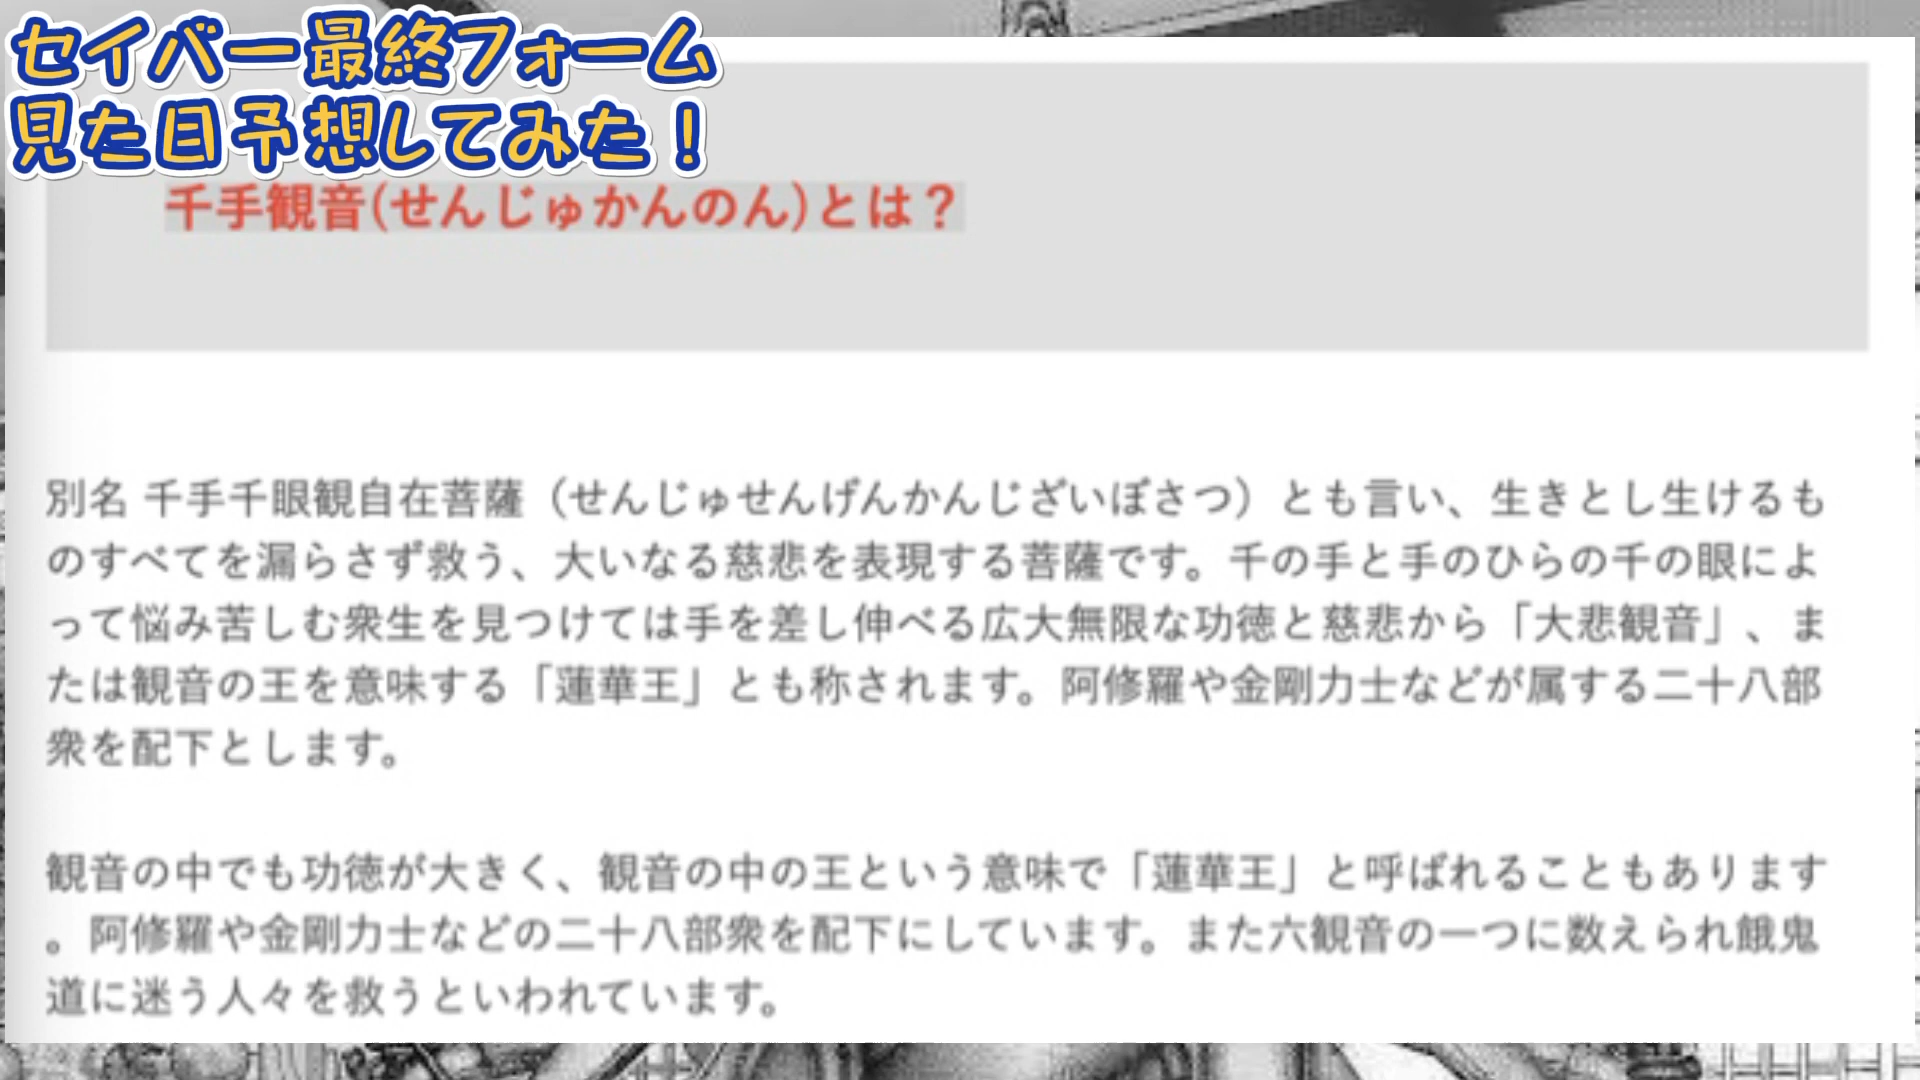 セイバー最終フォーム
見た目予想してみた！
千手観音(せんじゅかんのん)とは？
別名 千手千眼観自在菩薩（せんじゅせんげんかんじざいぼさつ）とも言い、生きとし生けるも
のすべてを漏らさず救う、大いなる慈悲を表現する菩薩です。千の手と手のひらの千の眼によ
って悩み苦しむ衆生を見つけては手を差し伸べる広大無限な功徳と慈悲から「大悲観音」、ま
たは観音の王を意味する「蓮華王」とも称されます。阿修羅や金剛力士などが属する二十八部
衆を配下とします。
観音の中でも功徳が大きく、観音の中の王という意味で「蓮華王」と呼ばれることもあります
。阿修羅や金剛力士などの二十八部衆を配下にしています。また六観音の一つに数えられ餓鬼
道に迷う人々を救うといわれています。